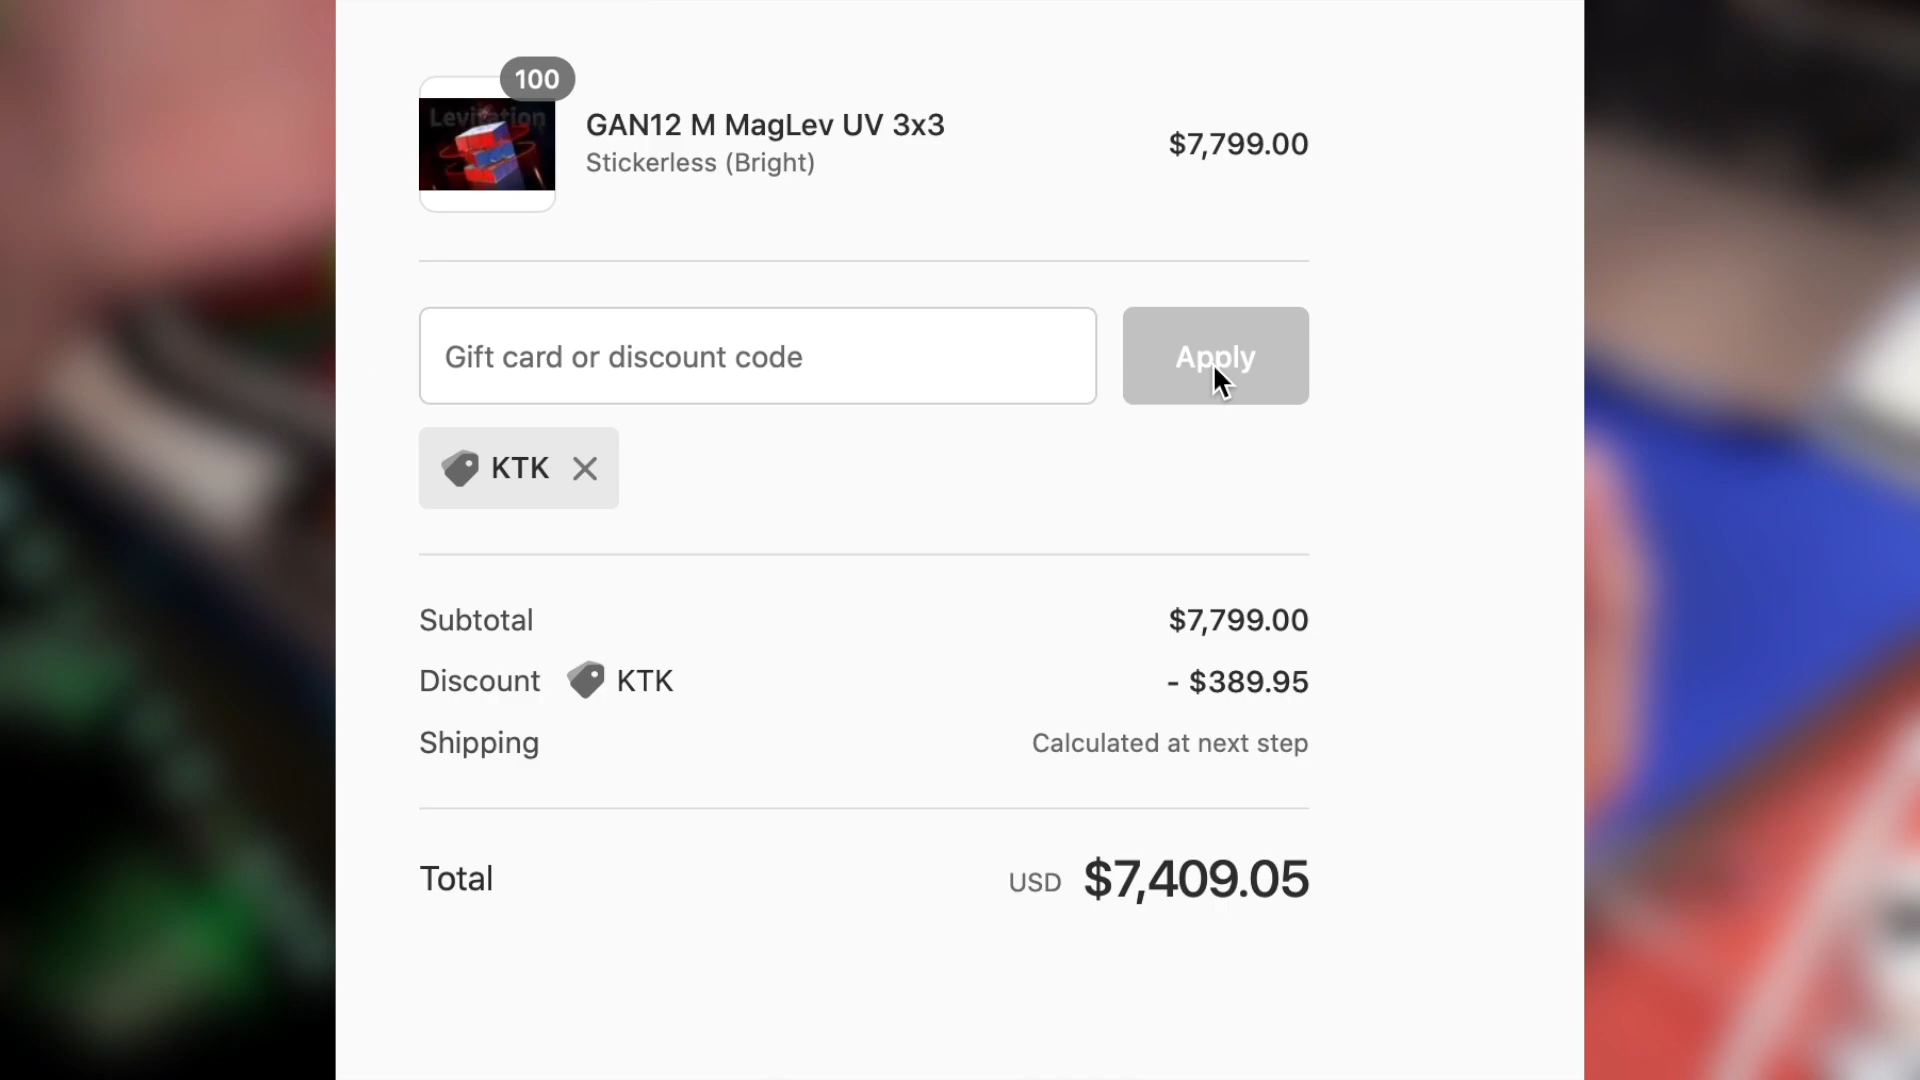 100
Levitation
GAN12 M MagLev UV 3x3
Stickerless (Bright)
$7,799.00
Gift card or discount code
Apply
KTK
Subtotal
$7,799.00
Discount KTK
- $389.95
Shipping
Calculated at next step
Total
USD $7,409.05